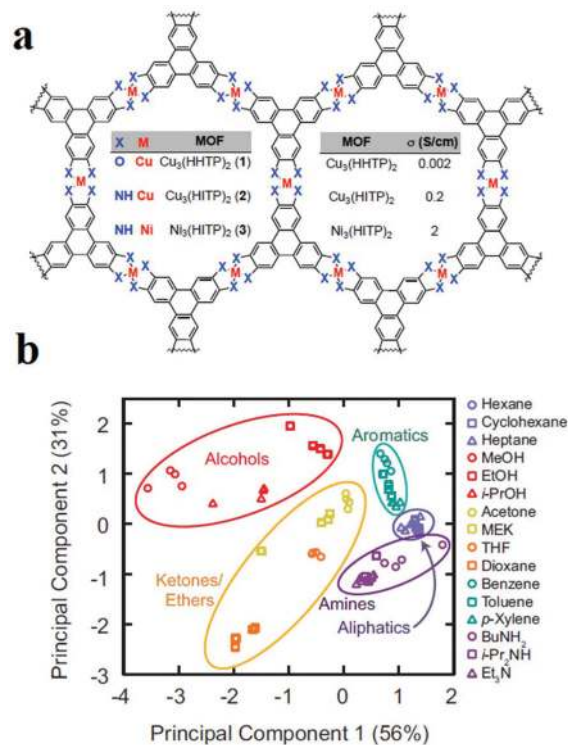 a
X M MOF
O Cu Cu₃(HHTP)₂ (1)
NH Cu Cu₃(HITP)₂ (2)
NH Ni Ni₃(HITP)₂ (3)
MOF σ (S/cm)
Cu₃(HHTP)₂ 0.002
Cu₃(HITP)₂ 0.2
Ni₃(HITP)₂ 2
b
Principal Component 2 (31%)
2
1
0
-1
-2
-3
Alcohols
Aromatics
Ketones/
Ethers
Amines
Aliphatics
-4 -3 -2 -1 0 1 2
Principal Component 1 (56%)
Hexane
Cyclohexane
Heptane
MeOH
EtOH
i-PrOH
Acetone
MEK
THF
Dioxane
Benzene
Toluene
p-Xylene
BuNH₂
i-Pr₂NH
Et₃N